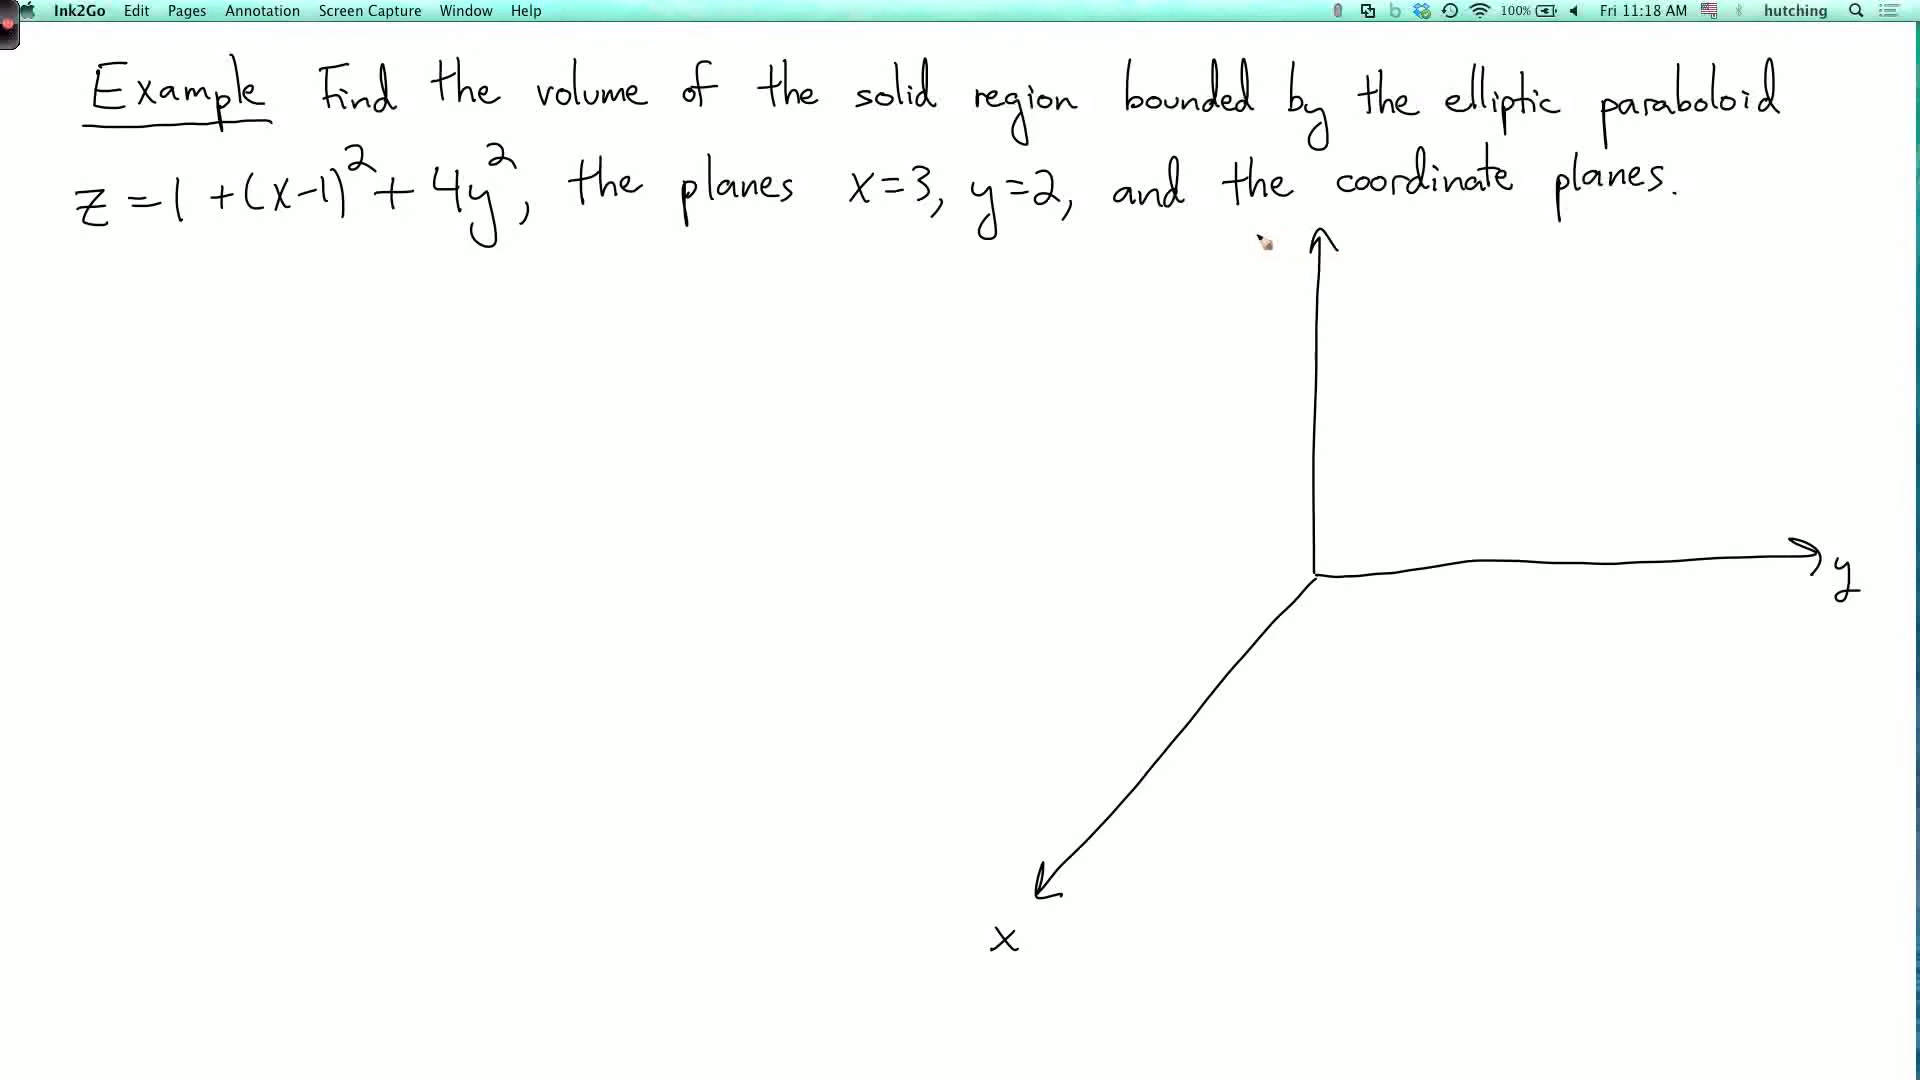 Ink2Go Edit Pages Annotation Screen Capture Window Help 100% Fri 11:18 AM hutching
Example Find the volume of the solid region bounded by the elliptic paraboloid
z = 1 + (x-1)² + 4y², the planes x=3, y=2, and the coordinate planes.
y
x